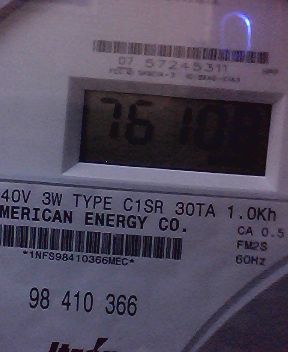 07 57245311
7610
40V 3W TYPE C1SR 30TA 1.0Kh
MERICAN ENERGY CO.
CA 0.5
FM2S
60Hz
*1NFS98410366MEC*
98 410 366